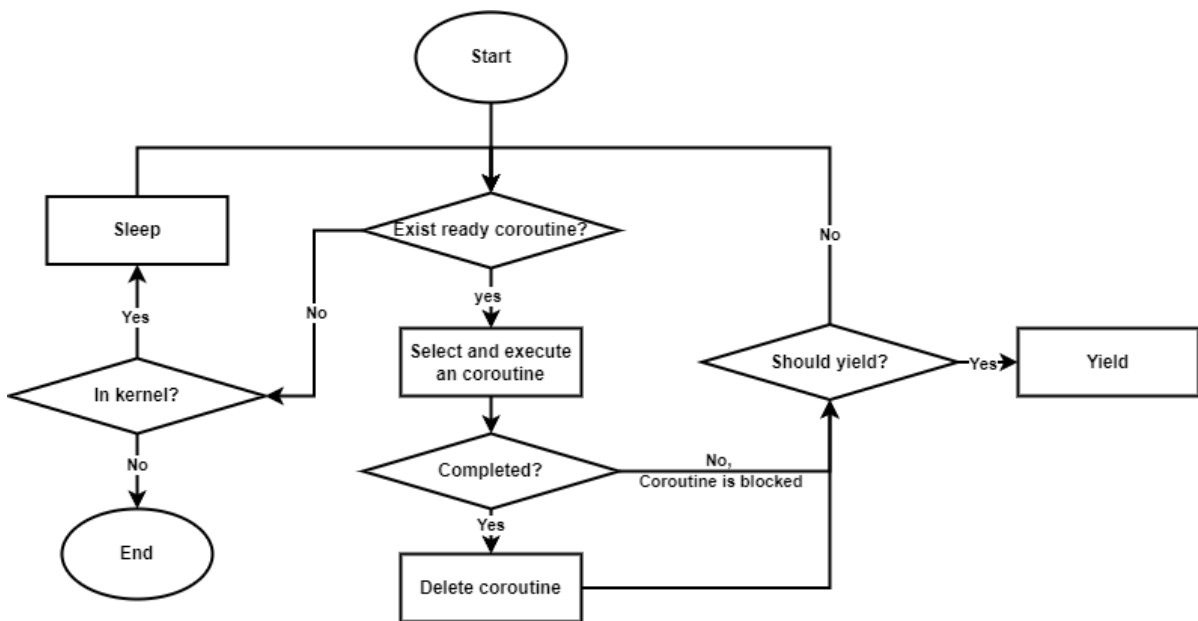 Start
Sleep
Exist ready coroutine?
No
No
yes
Yes
Select and execute
an coroutine
Should yield?
Yes
Yield
In kernel?
No
Completed?
No,
Coroutine is blocked
Yes
End
Delete coroutine